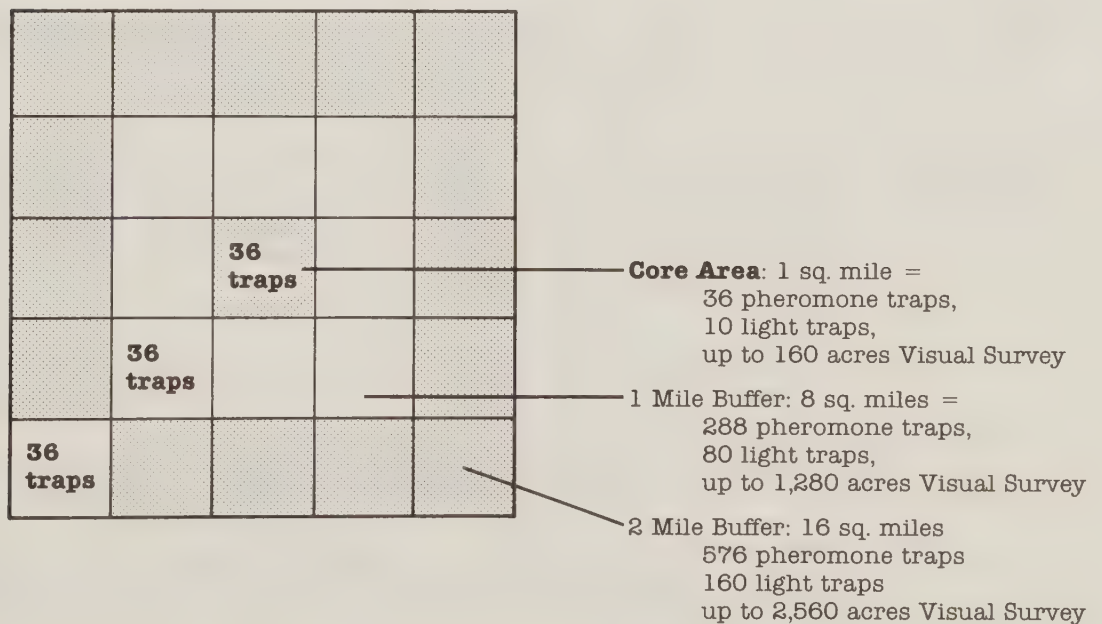 36
traps
36
traps
36
traps
Core Area: 1 sq. mile =
36 pheromone traps,
10 light traps,
up to 160 acres Visual Survey
1 Mile Buffer: 8 sq. miles =
288 pheromone traps,
80 light traps,
up to 1,280 acres Visual Survey
2 Mile Buffer: 16 sq. miles
576 pheromone traps
160 light traps
up to 2,560 acres Visual Survey